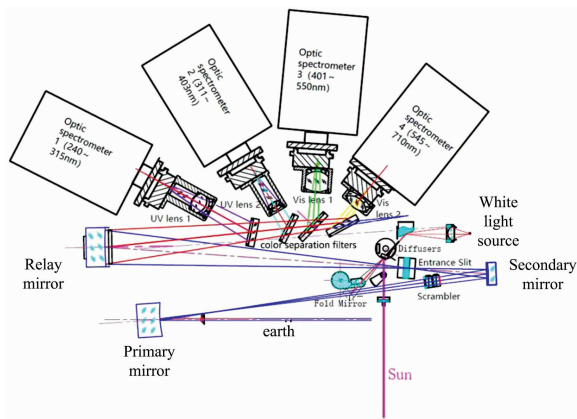 Optic
spectrometer
1 (240~
315nm)
Optic
spectrometer
2 (311~
403nm)
Optic
spectrometer
3 (401~
550nm)
Optic
spectrometer
4 (545~
710nm)
UV lens 1
UV lens 2
Vis lens 1
Vis
lens 2
color separation filters
Diffusers
White
light
source
Relay
mirror
Entrance Slit
Secondary
mirror
Scrambler
Fold Mirror
earth
Primary
mirror
Sun